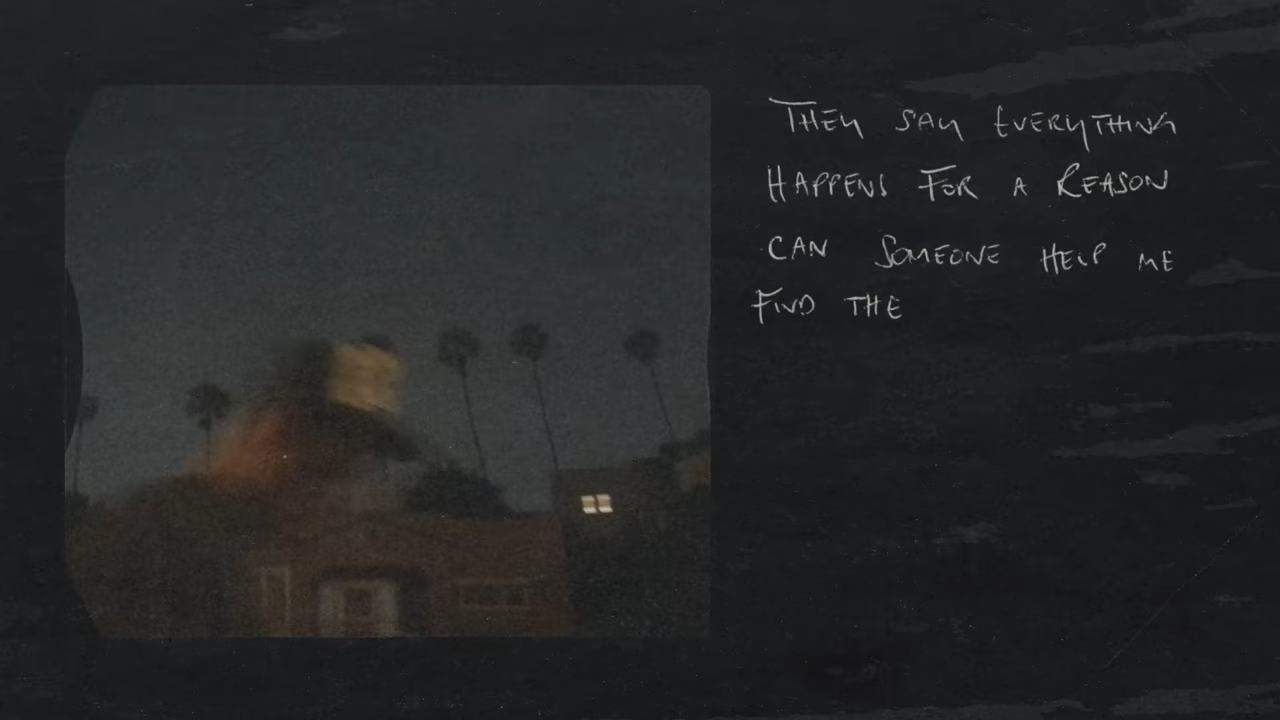 THEY SAY EVERYTHING
HAPPENS FOR A REASON
CAN SOMEONE HELP ME
FIND THE